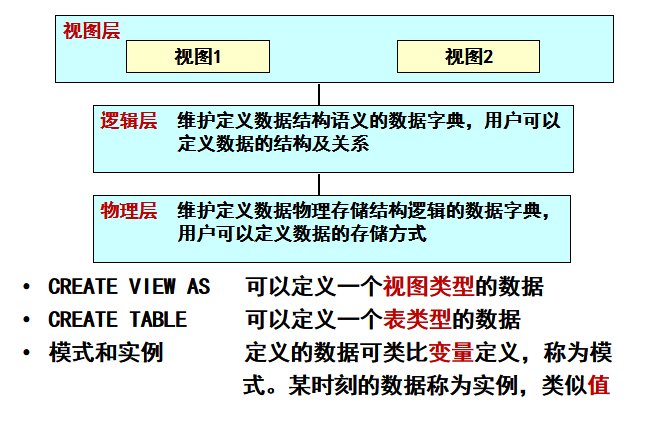 视图层
视图1 视图2
逻辑层 维护定义数据结构语义的数据字典，用户可以
定义数据的结构及关系
物理层 维护定义数据物理存储结构逻辑的数据字典，
用户可以定义数据的存储方式
• CREATE VIEW AS 可以定义一个视图类型的数据
• CREATE TABLE 可以定义一个表类型的数据
• 模式和实例 定义的数据可类比变量定义，称为模
式。某时刻的数据称为实例，类似值